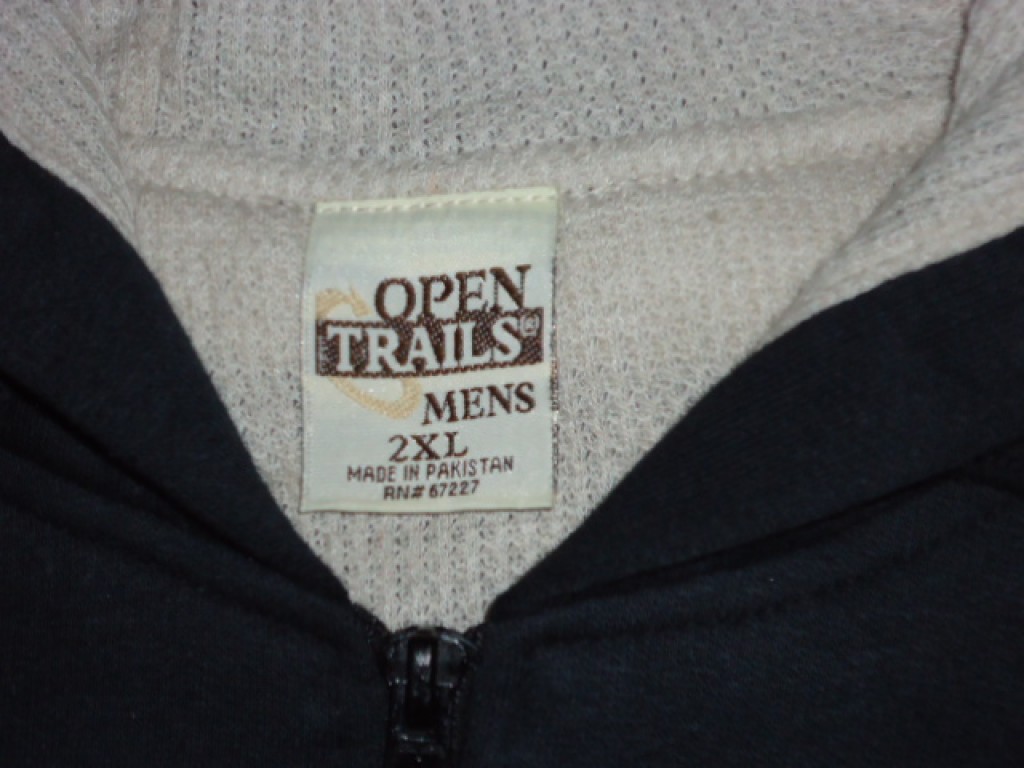 OPEN
TRAILS®
MENS
2XL
MADE IN PAKISTAN
RN# 67227